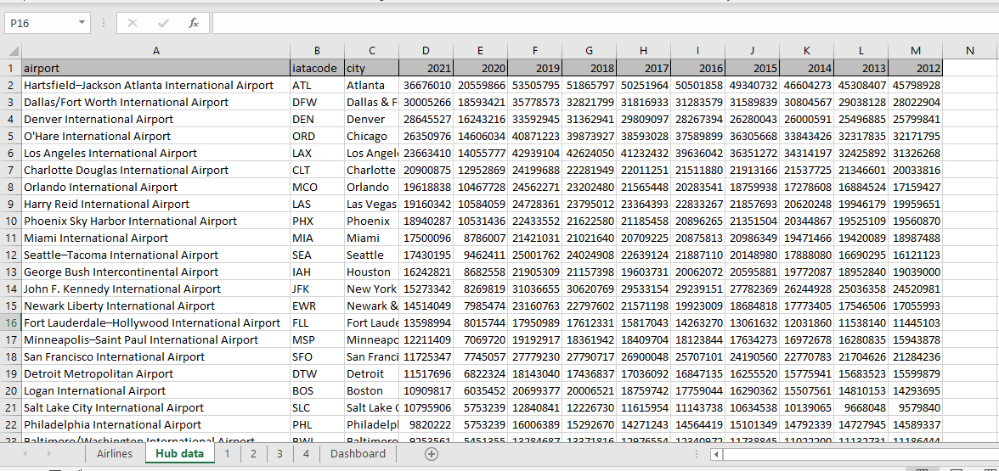 P16 fx
A B C D E F G H I J K L M N
1 airport iatacode city 2021 2020 2019 2018 2017 2016 2015 2014 2013 2012
2 Hartsfield–Jackson Atlanta International Airport ATL Atlanta 36676010 20559866 53505795 51865797 50251964 50501858 49340732 46604273 45308407 45798928
3 Dallas/Fort Worth International Airport DFW Dallas & F 30005266 18593421 35778573 32821799 31816933 31283579 31589839 30804567 29038128 28022904
4 Denver International Airport DEN Denver 28645527 16243216 33592945 31362941 29809097 28267394 26280043 26000591 25496885 25799841
5 O'Hare International Airport ORD Chicago 26350976 14606034 40871223 39873927 38593028 37589899 36305668 33843426 32317835 32171795
6 Los Angeles International Airport LAX Los Angel 23663410 14055777 42939104 42624050 41232432 39636042 36351272 34314197 32425892 31326268
7 Charlotte Douglas International Airport CLT Charlotte 20900875 12952869 24199688 22281949 22011251 21511880 21913166 21537725 21346601 20033816
8 Orlando International Airport MCO Orlando 19618838 10467728 24562271 23202480 21565448 20283541 18759938 17278608 16884524 17159427
9 Harry Reid International Airport LAS Las Vegas 19160342 10584059 24728361 23795012 23364393 22833267 21857693 20620248 19946179 19959651
10 Phoenix Sky Harbor International Airport PHX Phoenix 18940287 10531436 22433552 21622580 21185458 20896265 21351504 20344867 19525109 19560870
11 Miami International Airport MIA Miami 17500096 8786007 21421031 21021640 20709225 20875813 20986349 19471466 19420089 18987488
12 Seattle–Tacoma International Airport SEA Seattle 17430195 9462411 25001762 24024908 22639124 21887110 20148980 17888080 16690295 16121123
13 George Bush Intercontinental Airport IAH Houston 16242821 8682558 21905309 21157398 19603731 20062072 20595881 19772087 18952840 19039000
14 John F. Kennedy International Airport JFK New York 15273342 8269819 31036655 30620769 29533154 29239151 27782369 26244928 25036358 24520981
15 Newark Liberty International Airport EWR Newark & 14514049 7985474 23160763 22797602 21571198 19923009 18684818 17773405 17546506 17055993
16 Fort Lauderdale–Hollywood International Airport FLL Fort Laude 13598994 8015744 17950989 17612331 15817043 14263270 13061632 12031860 11538140 11445103
17 Minneapolis–Saint Paul International Airport MSP Minneapo 12211409 7069720 19192917 18361942 18409704 18123844 17634273 16972678 16280835 15943878
18 San Francisco International Airport SFO San Franci 11725347 7745057 27779230 27790717 26900048 25707101 24190560 22770783 21704626 21284236
19 Detroit Metropolitan Airport DTW Detroit 11517696 6822324 18143040 17436837 17036092 16847135 16255520 15775941 15683523 15599879
20 Logan International Airport BOS Boston 10909817 6035452 20699377 20006521 18759742 17759044 16290362 15507561 14810153 14293695
21 Salt Lake City International Airport SLC Salt Lake C 10795906 5753239 12840841 12226730 11615954 11143738 10634538 10139065 9668048 9579840
22 Philadelphia International Airport PHL Philadelpl 9820222 5753239 16006389 15292670 14271243 14564419 15101349 14792339 14727945 14589337
23 Baltimore/Washington International Airport BWI Baltimore 9253561 5451355 13284687 13371816 12976554 12340972 11738845 11022200 11132731 11186444
Airlines Hub data 1 2 3 4 Dashboard